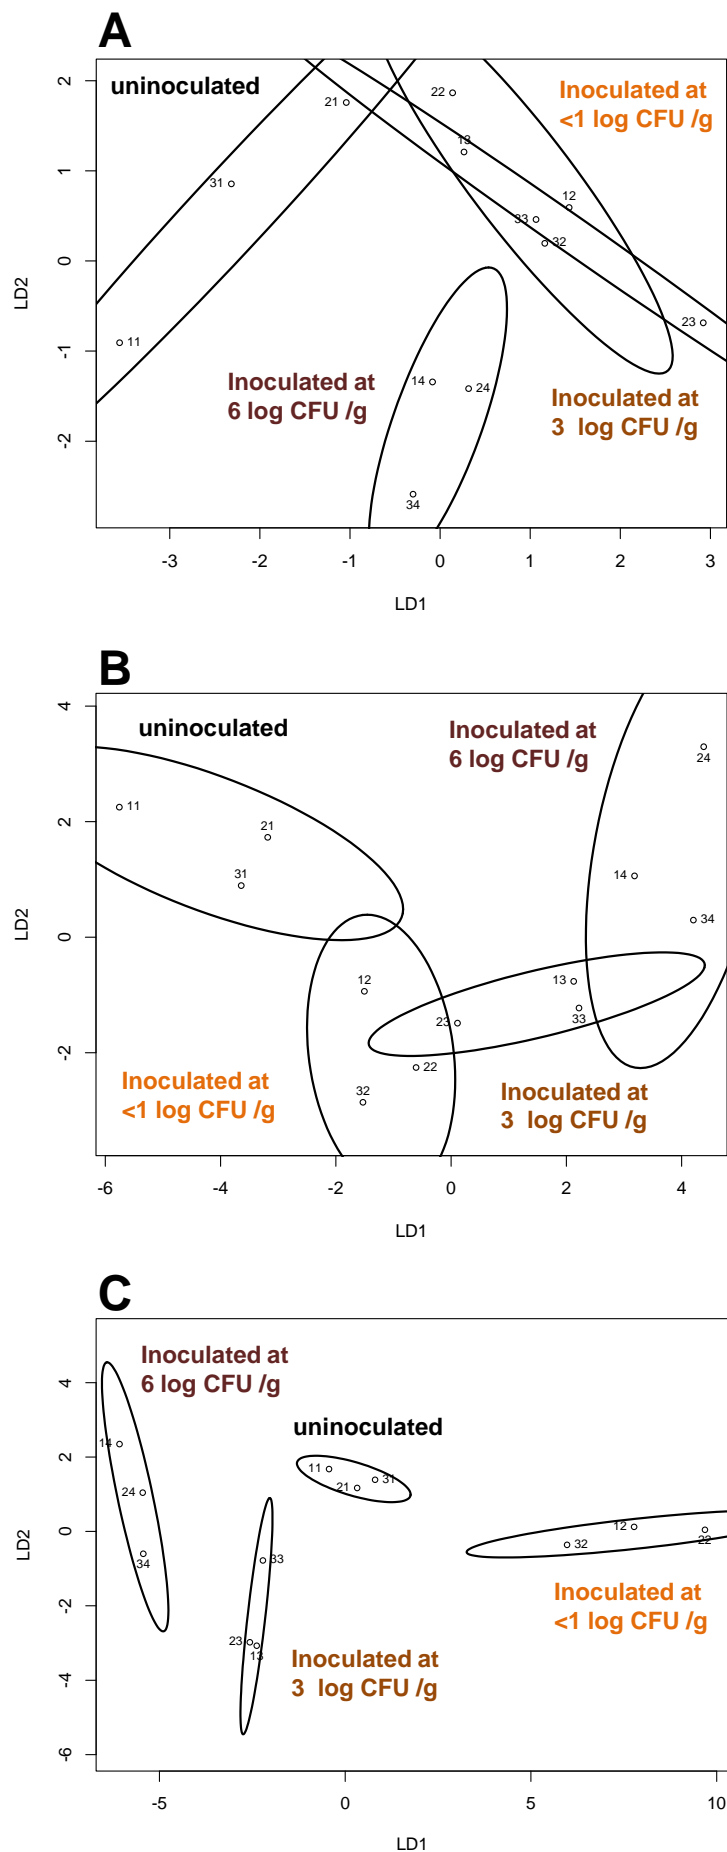 A
uninoculated
Inoculated at
<1 log CFU /g
21
22
13
31
12
33
32
23
11
Inoculated at
6 log CFU /g
14
24
34
Inoculated at
3  log CFU /g
2
1
0
-1
-2
LD2
-3
-2
-1
0
1
2
3
LD1
B
uninoculated
Inoculated at
6 log CFU /g
24
11
21
31
14
34
12
13
23
33
22
32
Inoculated at
<1 log CFU /g
Inoculated at
3  log CFU /g
4
2
0
-2
LD2
-6
-4
-2
0
2
4
LD1
C
Inoculated at
6 log CFU /g
uninoculated
14
24
34
11
21
31
33
23
13
12
22
32
Inoculated at
<1 log CFU /g
Inoculated at
3  log CFU /g
4
2
0
-2
-4
-6
LD2
-5
0
5
10
LD1